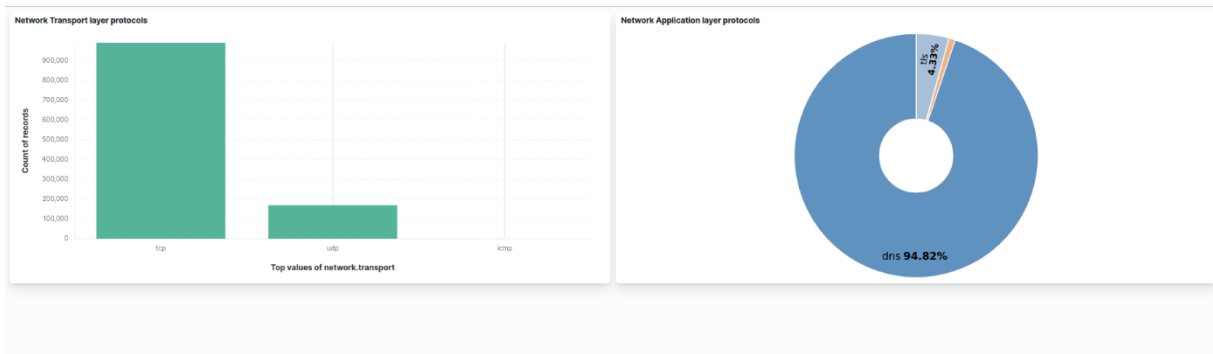 Network Transport layer protocols
900,000
800,000
700,000
600,000
500,000
400,000
300,000
200,000
100,000
0
Count of records
tcp
udp
icmp
Top values of network.transport
Network Application layer protocols
tls
4.33%
dns 94.82%